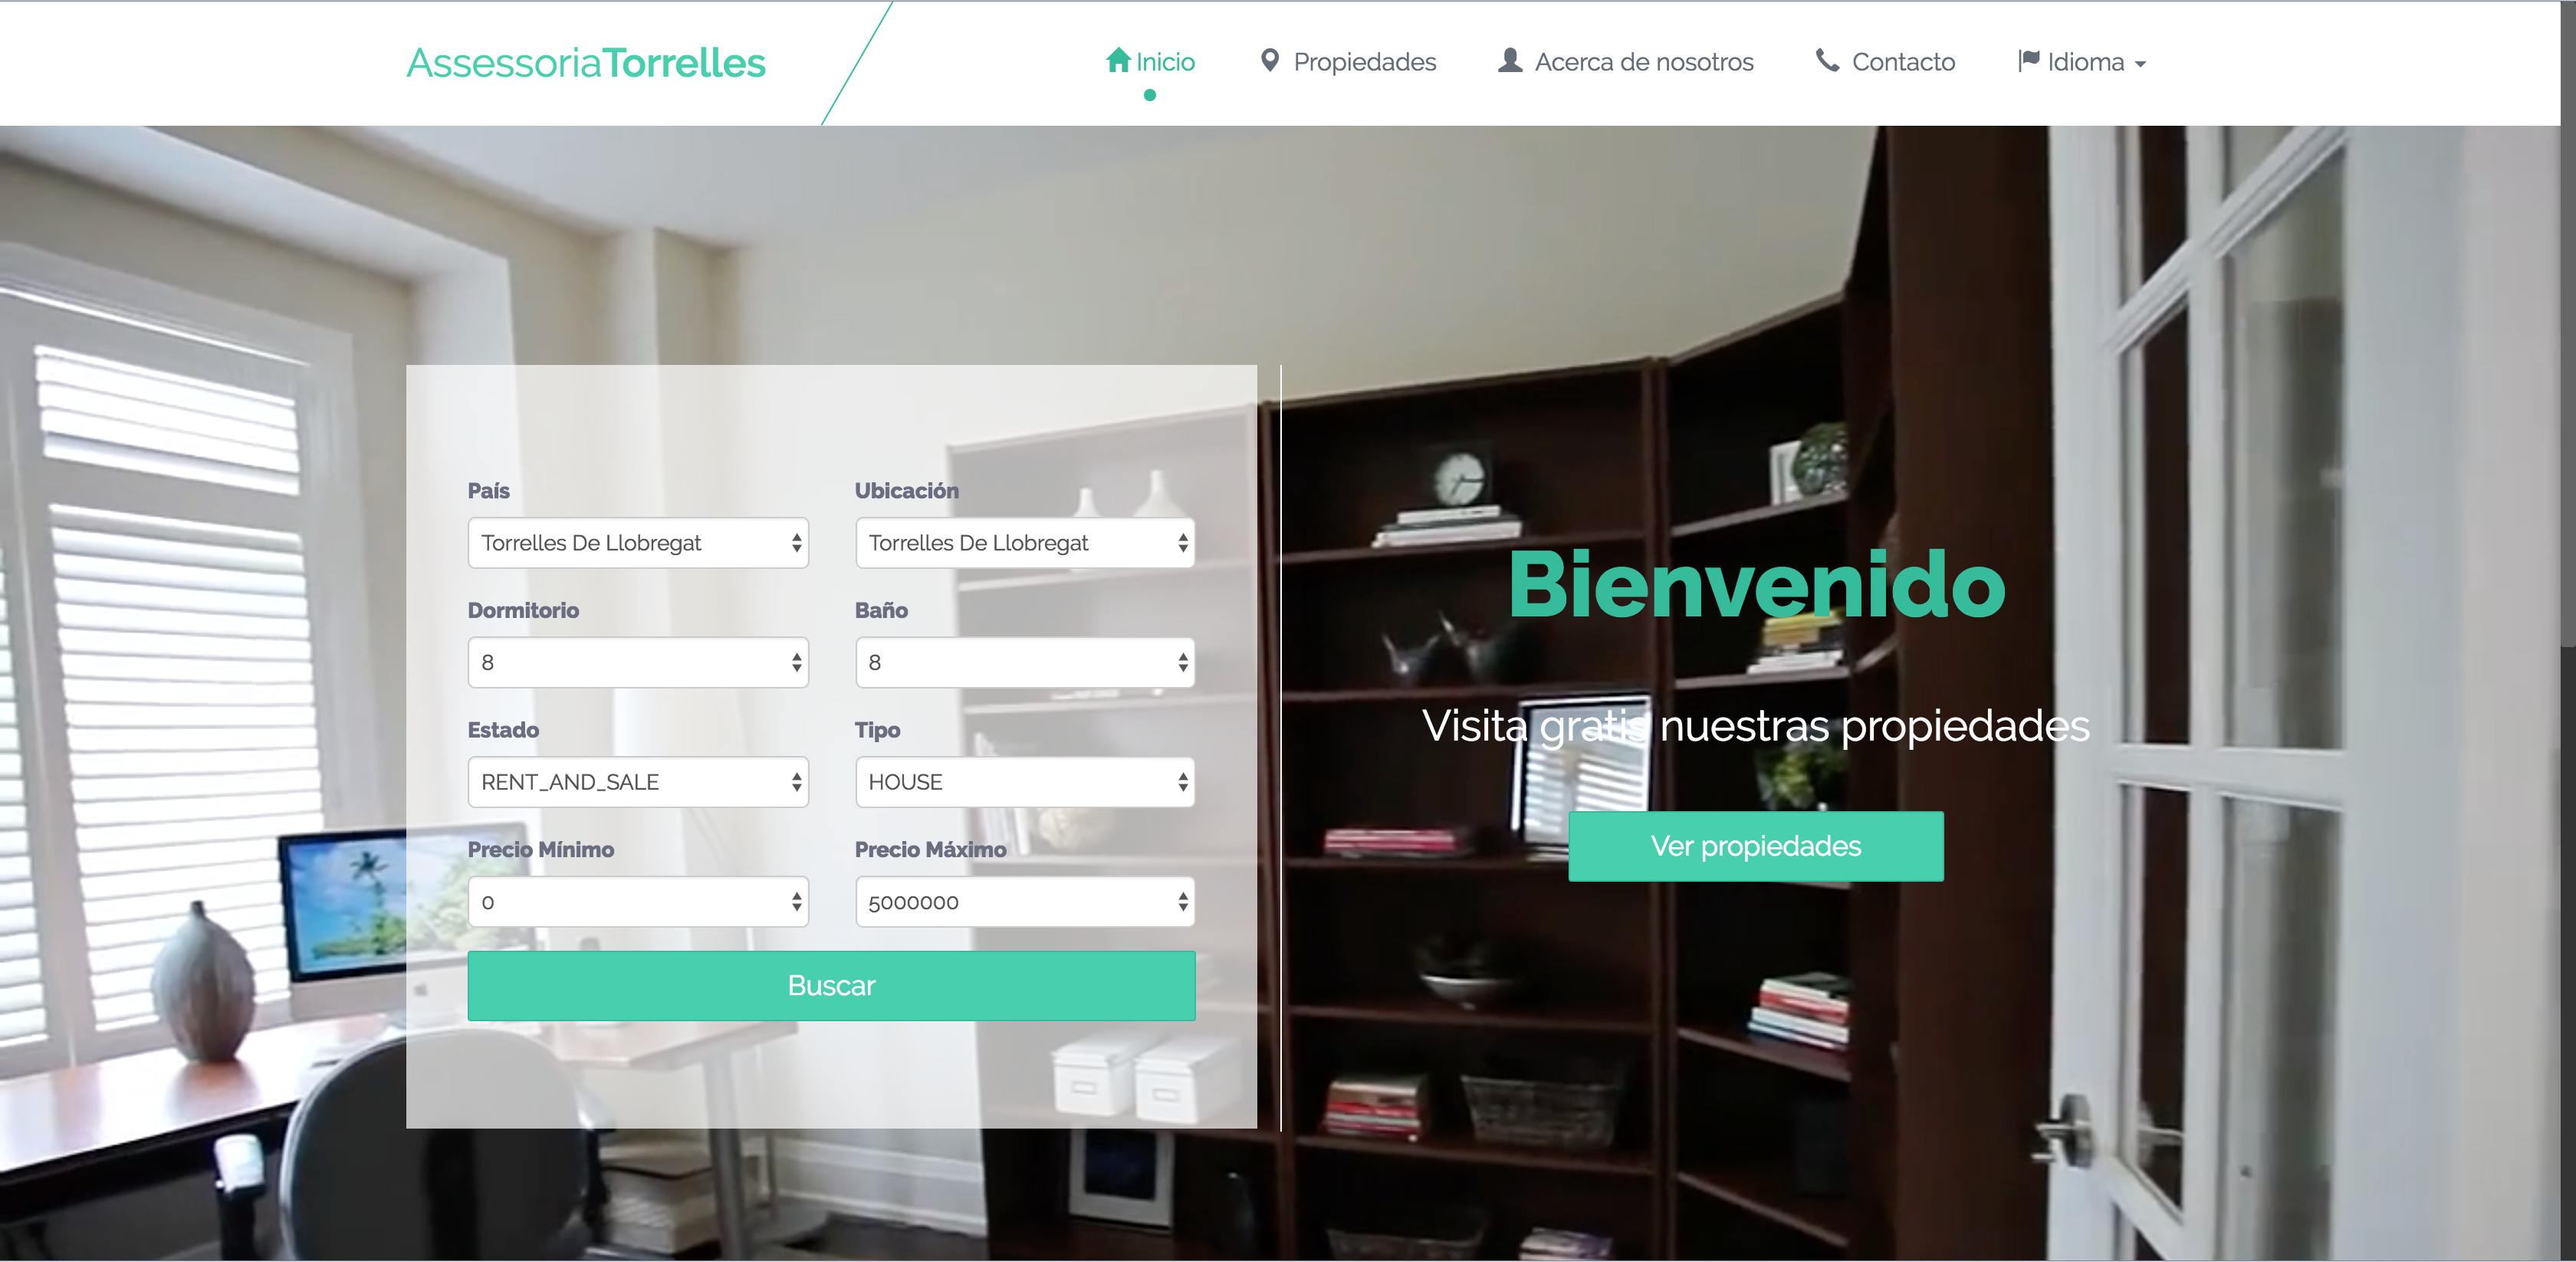 AssessoriaTorrelles
Inicio
Propiedades
Acerca de nosotros
Contacto
Idioma
País
Ubicación
Torrelles De Llobregat
Torrelles De Llobregat
Dormitorio
Baño
8
8
Estado
Tipo
RENT_AND_SALE
HOUSE
Precio Mínimo
Precio Máximo
0
5000000
Buscar
Bienvenido
Visita gratis nuestras propiedades
Ver propiedades